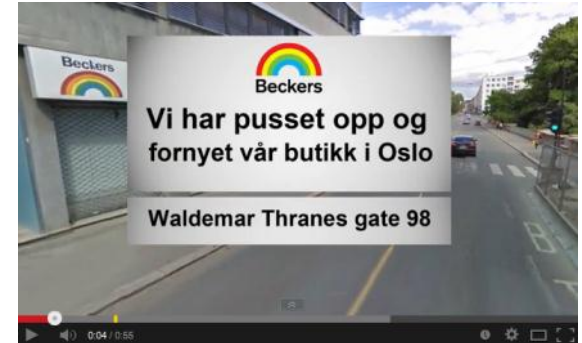 Beckers
Beckers
Vi har pusset opp og
fornyet vår butikk i Oslo
Waldemar Thranes gate 98
0:04 / 0:55